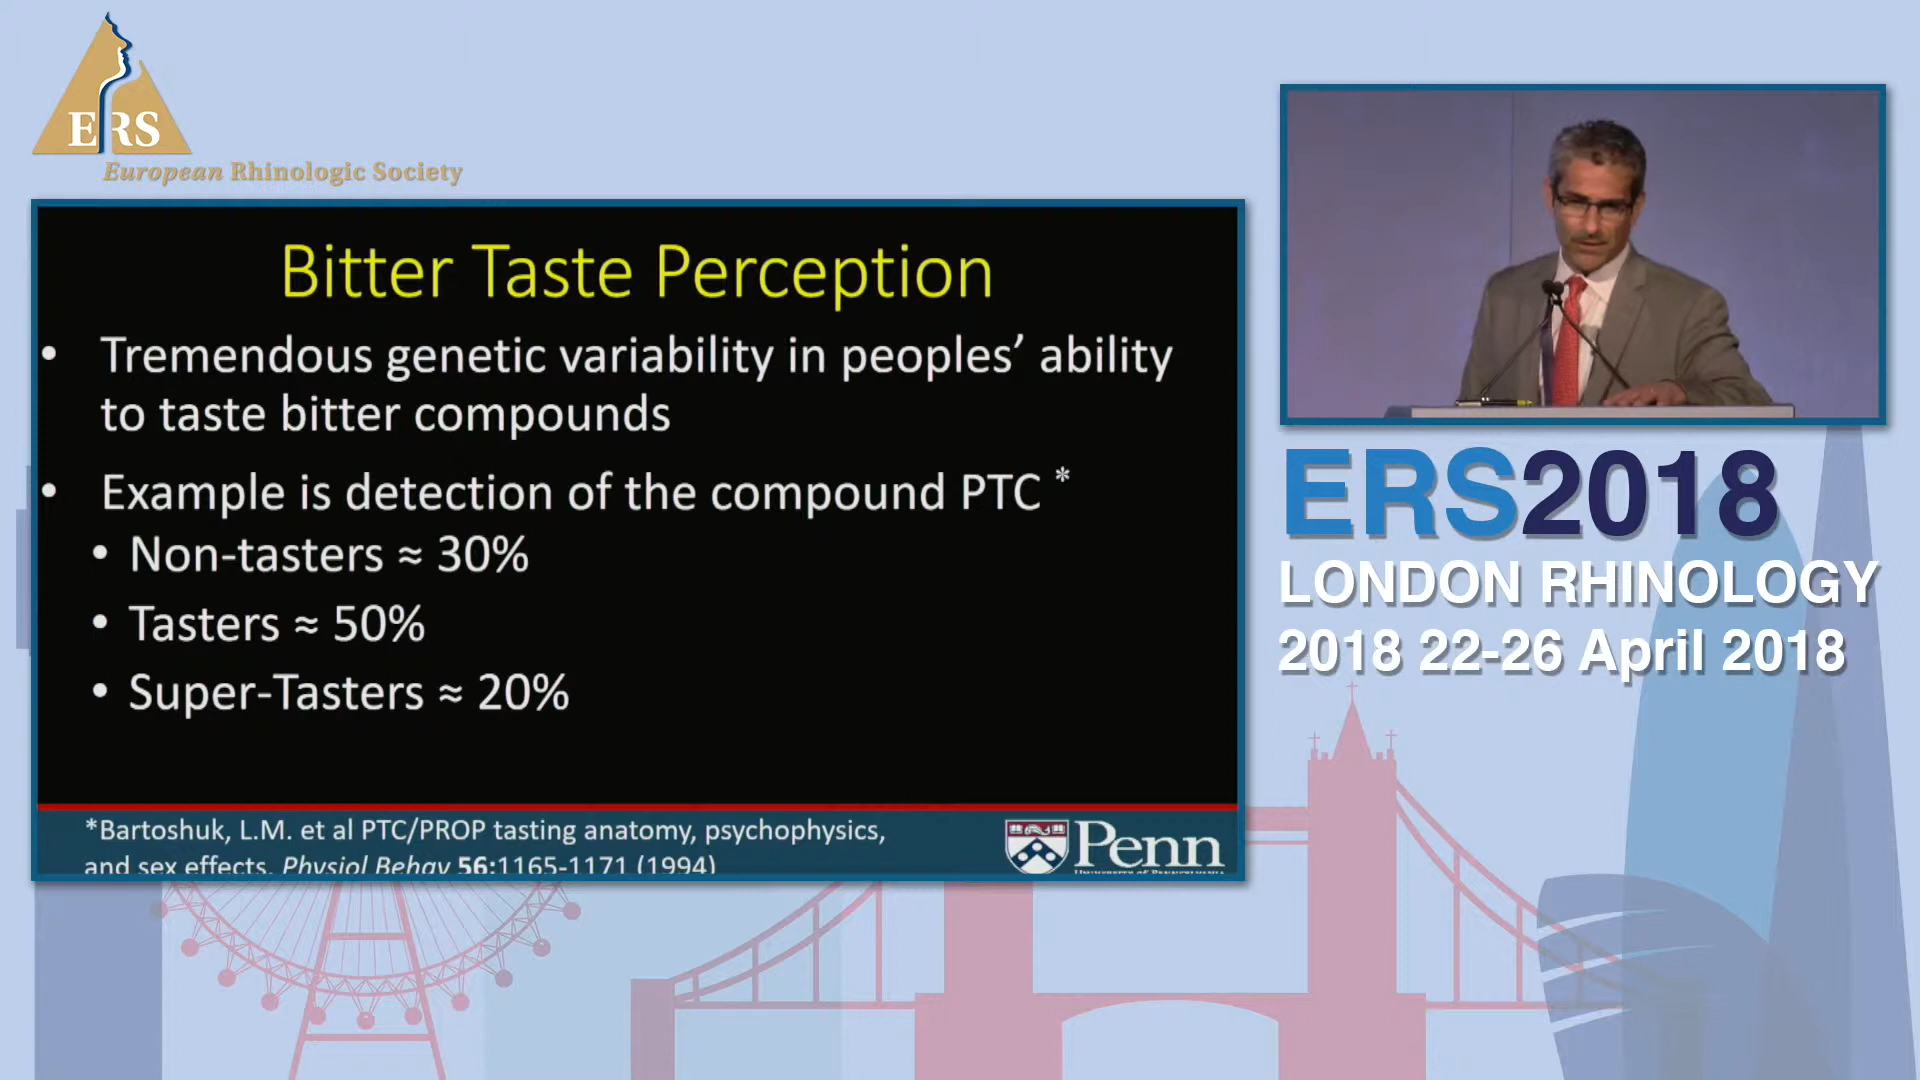 ERS
European Rhinologic Society
Bitter Taste Perception
• Tremendous genetic variability in peoples’ ability
to taste bitter compounds
• Example is detection of the compound PTC *
• Non-tasters ≈ 30%
• Tasters ≈ 50%
• Super-Tasters ≈ 20%
*Bartoshuk, L.M. et al PTC/PROP tasting anatomy, psychophysics,
and sex effects. Physiol Behav 56:1165-1171 (1994)
Penn
University of Pennsylvania
ERS2018
LONDON RHINOLOGY
2018 22-26 April 2018